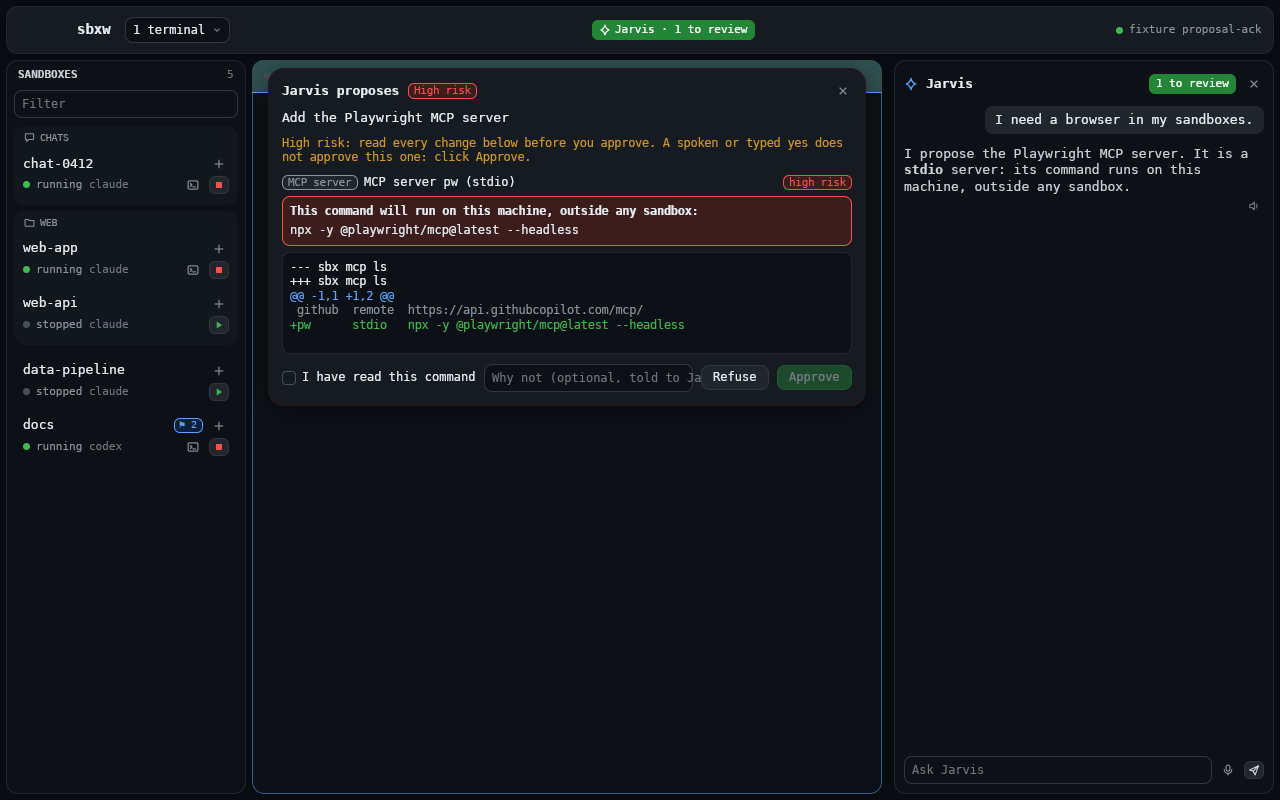 sbxw
1 terminal
Jarvis · 1 to review
fixture proposal-ack
SANDBOXES 5
Filter
CHATS
chat-0412
running claude
WEB
web-app
running claude
web-api
stopped claude
data-pipeline
stopped claude
docs 2
running codex
Jarvis proposes High risk
Add the Playwright MCP server
High risk: read every change below before you approve. A spoken or typed yes does
not approve this one: click Approve.
MCP server MCP server pw (stdio) high risk
This command will run on this machine, outside any sandbox:
npx -y @playwright/mcp@latest --headless
--- sbx mcp ls
+++ sbx mcp ls
@@ -1,1 +1,2 @@
github remote https://api.githubcopilot.com/mcp/
+pw stdio npx -y @playwright/mcp@latest --headless
I have read this command
Why not (optional, told to Ja
Refuse
Approve
Jarvis
1 to review
I need a browser in my sandboxes.
I propose the Playwright MCP server. It is a
stdio server: its command runs on this
machine, outside any sandbox.
Ask Jarvis